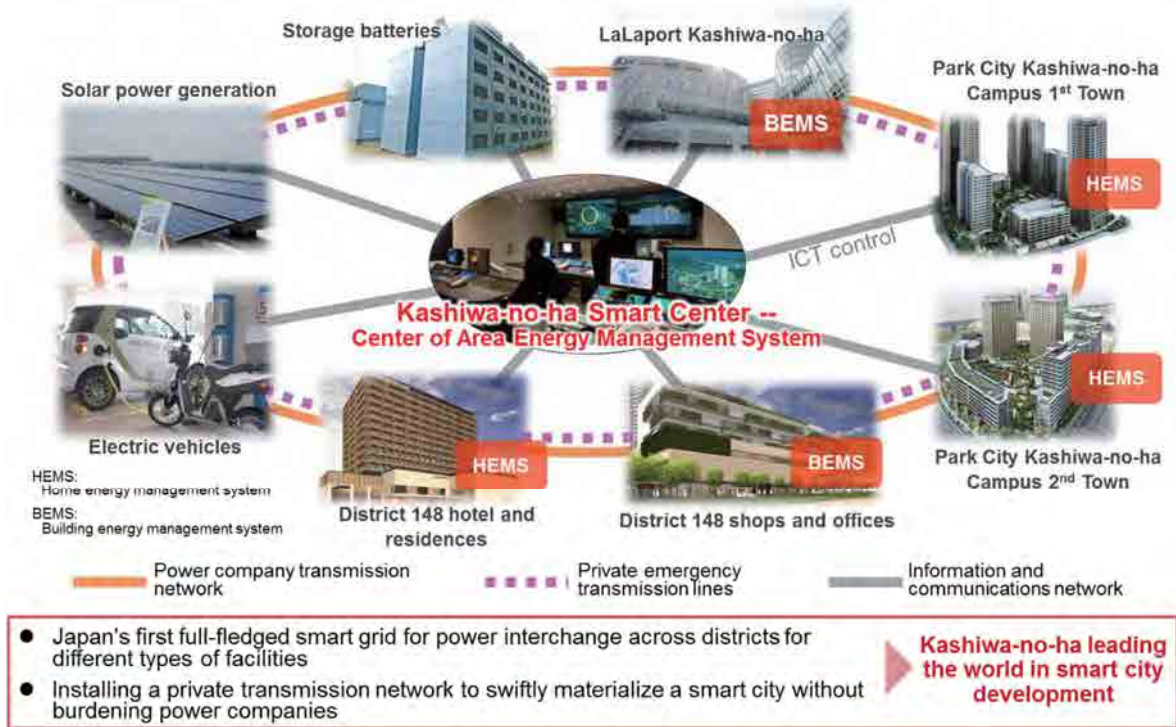 Storage batteries
LaLaport Kashiwa-no-ha
Solar power generation
Park City Kashiwa-no-ha
Campus 1st Town
BEMS
HEMS
ICT control
Kashiwa-no-ha Smart Center --
Center of Area Energy Management System
HEMS
Electric vehicles
HEMS
BEMS
Park City Kashiwa-no-ha
Campus 2nd Town
HEMS:
Home energy management system
BEMS:
Building energy management system
District 148 hotel and
residences
District 148 shops and offices
Power company transmission
network
Private emergency
transmission lines
Information and
communications network
● Japan's first full-fledged smart grid for power interchange across districts for
different types of facilities
● Installing a private transmission network to swiftly materialize a smart city without
burdening power companies
Kashiwa-no-ha leading
the world in smart city
development